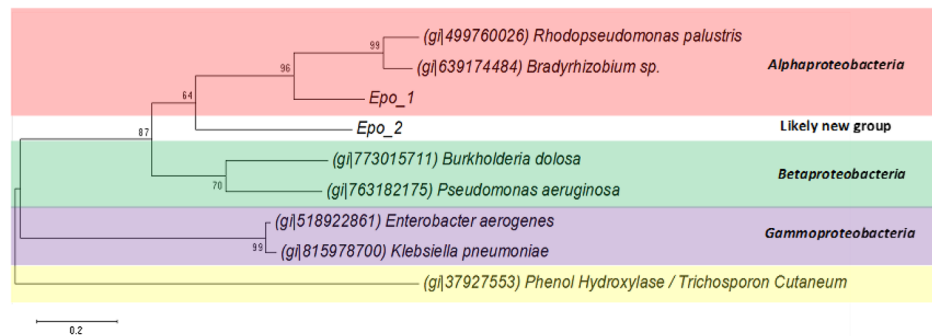 99
(gi|499760026) Rhodopseudomonas palustris
96
(gi|639174484) Bradyrhizobium sp.
Alphaproteobacteria
64
Epo_1
87
Epo_2
Likely new group
(gi|773015711) Burkholderia dolosa
Betaproteobacteria
70
(gi|763182175) Pseudomonas aeruginosa
(gi|518922861) Enterobacter aerogenes
Gammoproteobacteria
99
(gi|815978700) Klebsiella pneumoniae
(gi|37927553) Phenol Hydroxylase / Trichosporon Cutaneum
0.2